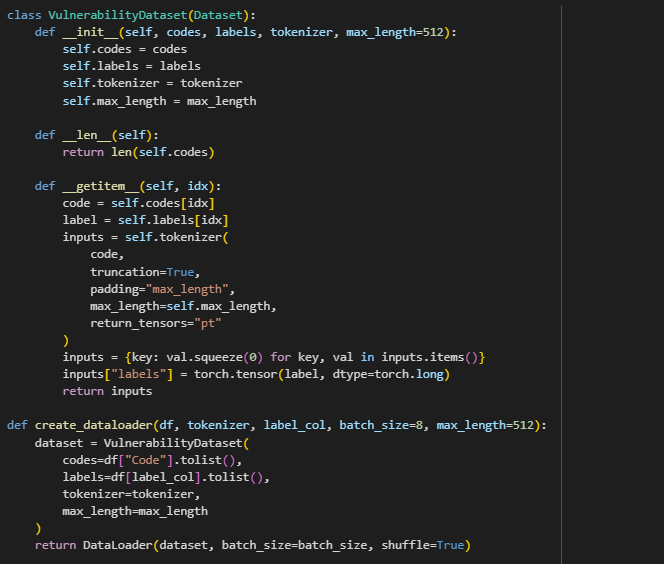 class VulnerabilityDataset(Dataset):
    def __init__(self, codes, labels, tokenizer, max_length=512):
        self.codes = codes
        self.labels = labels
        self.tokenizer = tokenizer
        self.max_length = max_length

    def __len__(self):
        return len(self.codes)

    def __getitem__(self, idx):
        code = self.codes[idx]
        label = self.labels[idx]
        inputs = self.tokenizer(
            code,
            truncation=True,
            padding="max_length",
            max_length=self.max_length,
            return_tensors="pt"
        )
        inputs = {key: val.squeeze(0) for key, val in inputs.items()}
        inputs["labels"] = torch.tensor(label, dtype=torch.long)
        return inputs

def create_dataloader(df, tokenizer, label_col, batch_size=8, max_length=512):
    dataset = VulnerabilityDataset(
        codes=df["Code"].tolist(),
        labels=df[label_col].tolist(),
        tokenizer=tokenizer,
        max_length=max_length
    )
    return DataLoader(dataset, batch_size=batch_size, shuffle=True)